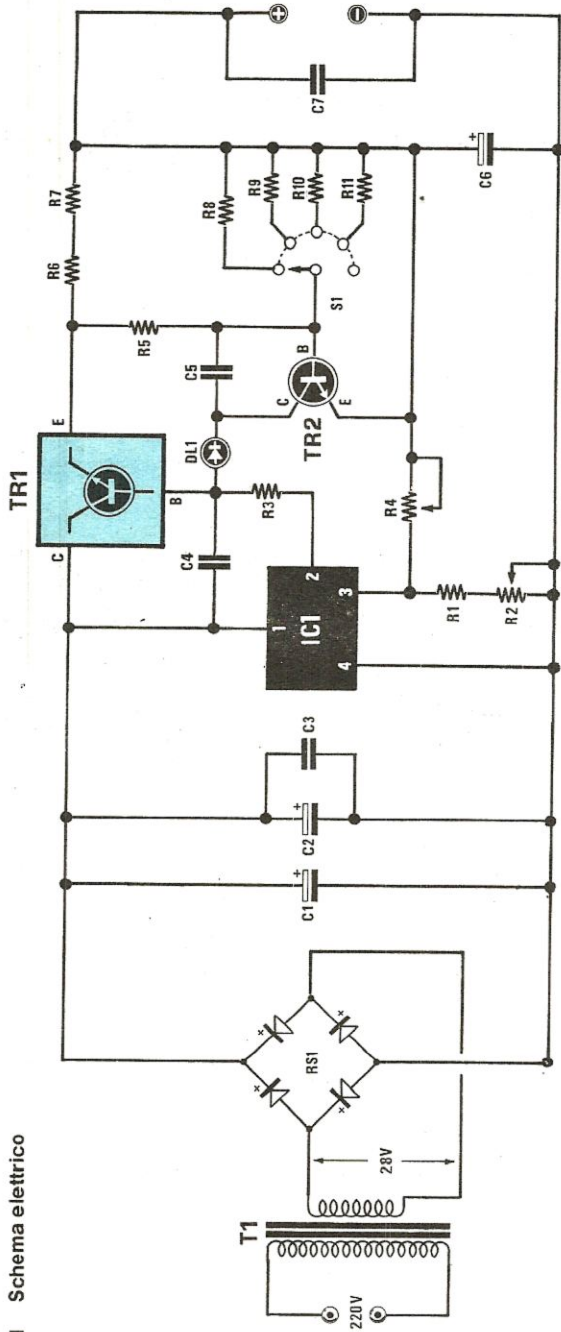 Schema elettrico
TR1
C
E
B
R6
R7
R5
C4
DL1
C5
R3
C
B
E
TR2
S1
R8
R9
R10
R11
C7
+
-
C6
+
R4
IC1
1
2
3
4
R1
R2
C1
+
C2
+
C3
RS1
28V
T1
220V